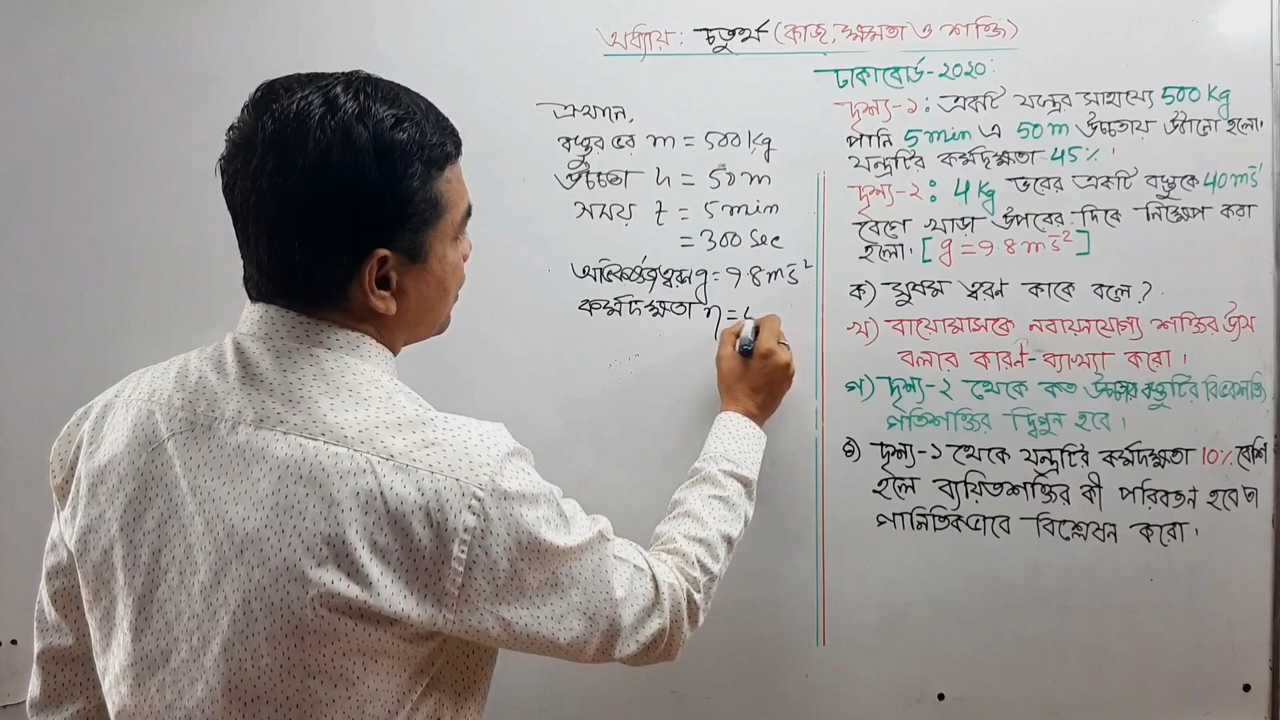 অধ্যায়: চতুর্থ (কাজ, ক্ষমতা ও শক্তি)
ঢাকাবোর্ড-২০২০:
দৃশ্য-১: একটি যন্ত্রের সাহায্যে 500 Kg
পানি 5 min এ 50 m উচ্চতায় উঠানো হলো।
যন্ত্রটির কর্মদক্ষতা 45%.
দৃশ্য-২: 4 Kg ভরের একটি বস্তুকে 40 ms⁻¹
বেগে খাড়া উপরের দিকে নিক্ষেপ করা
হলো. [g = 9.8 ms⁻²]
ক) সুষম ত্বরণ কাকে বলে?
খ) বায়োমাসকে নবায়নযোগ্য শক্তির উৎস
বলার কারণ-ব্যাখ্যা করো।
গ) দৃশ্য-২ থেকে কত উচ্চতায় বস্তুটির বিভবশক্তি
গতিশক্তির দ্বিগুন হবে।
ঘ) দৃশ্য-১ থেকে যন্ত্রটির কর্মদক্ষতা 10% বেশি
হলে ব্যয়িতশক্তির কী পরিবর্তন হবে তা
গানিতিকভাবে বিশ্লেষন করো।
এখানে,
বস্তুর ভর m = 500 Kg
উচ্চতা h = 50 m
সময় t = 5 min
= 300 Sec
অভিকর্ষজ ত্বরণ g = 9.8 ms⁻²
কর্মদক্ষতা η =